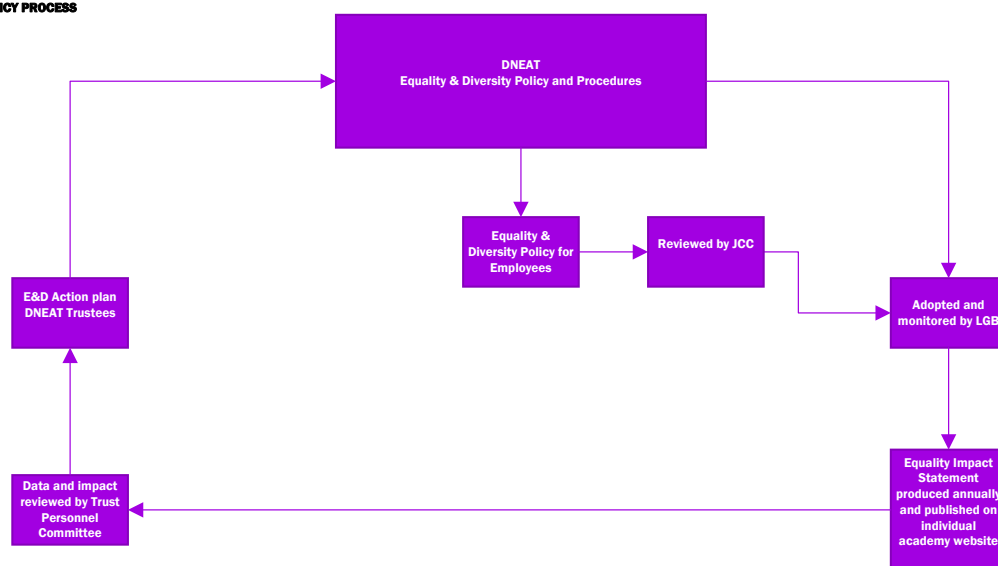 ICY PROCESS
DNEAT
Equality & Diversity Policy and Procedures
Equality &
Diversity Policy for
Employees
Reviewed by JCC
E&D Action plan
DNEAT Trustees
Adopted and
monitored by LGB
Data and impact
reviewed by Trust
Personnel
Committee
Equality Impact
Statement
produced annually
and published on
individual
academy website